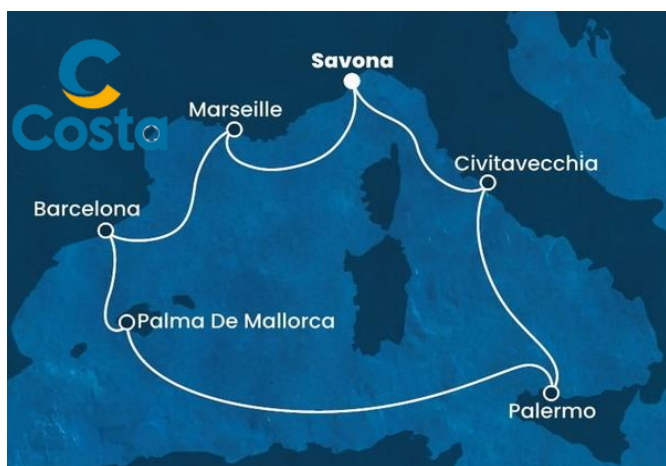 Costa
Savona
Marseille
Civitavecchia
Barcelona
Palma De Mallorca
Palermo